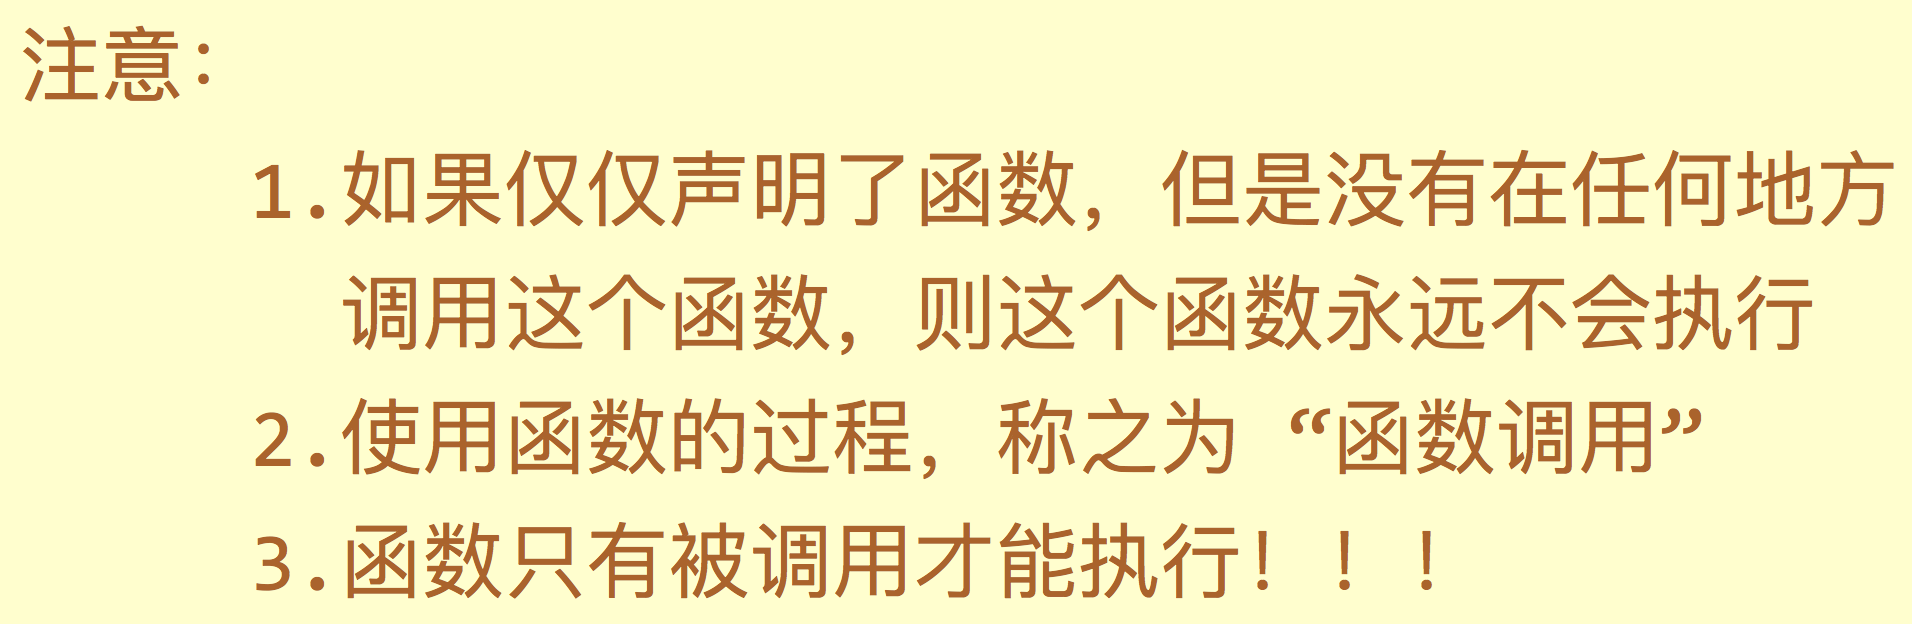 注意：
1.如果仅仅声明了函数，但是没有在任何地方
调用这个函数，则这个函数永远不会执行
2.使用函数的过程，称之为 “函数调用”
3.函数只有被调用才能执行！！！